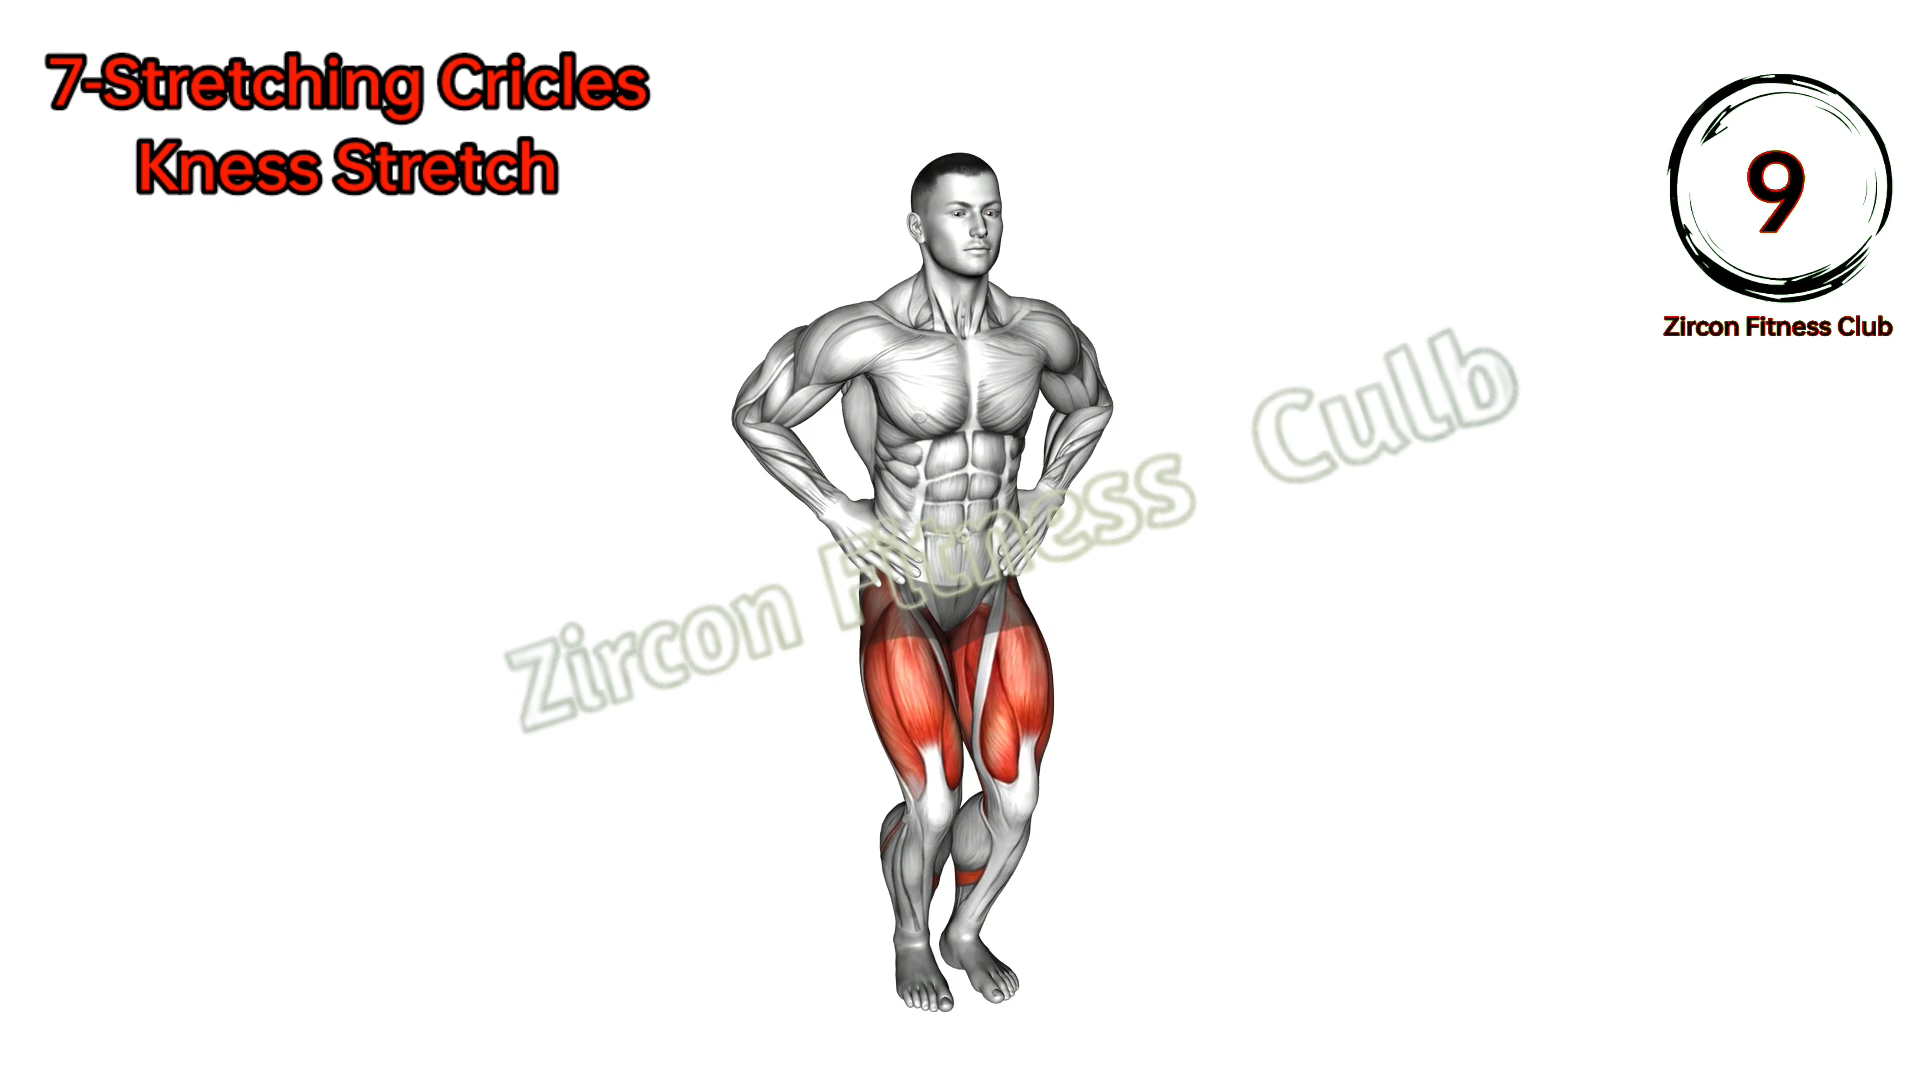 7-Stretching Cricles
Kness Stretch
9
Zircon Fitness Club
Zircon Fitness Culb